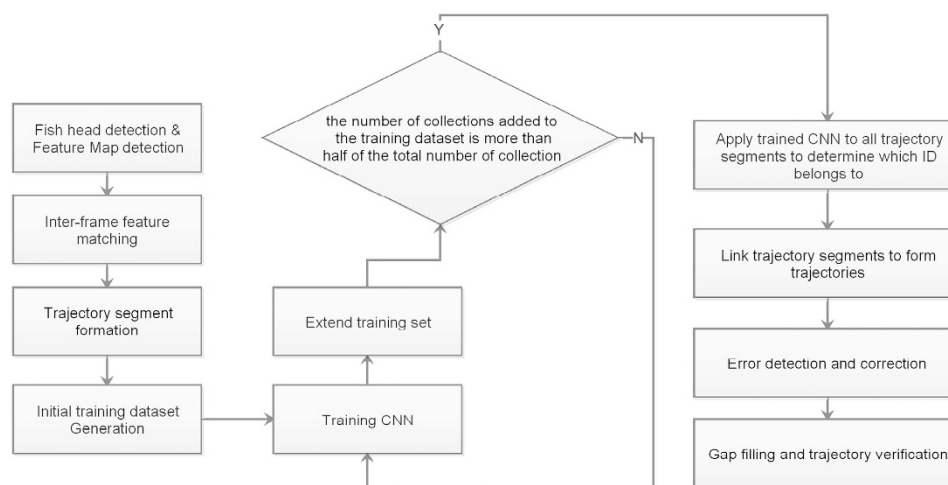 Fish head detection &
Feature Map detection
Inter-frame feature
matching
Trajectory segment
formation
Initial training dataset
Generation
Training CNN
Extend training set
the number of collections added to
the training dataset is more than
half of the total number of collection
Y
N
Apply trained CNN to all trajectory
segments to determine which ID
belongs to
Link trajectory segments to form
trajectories
Error detection and correction
Gap filling and trajectory verification